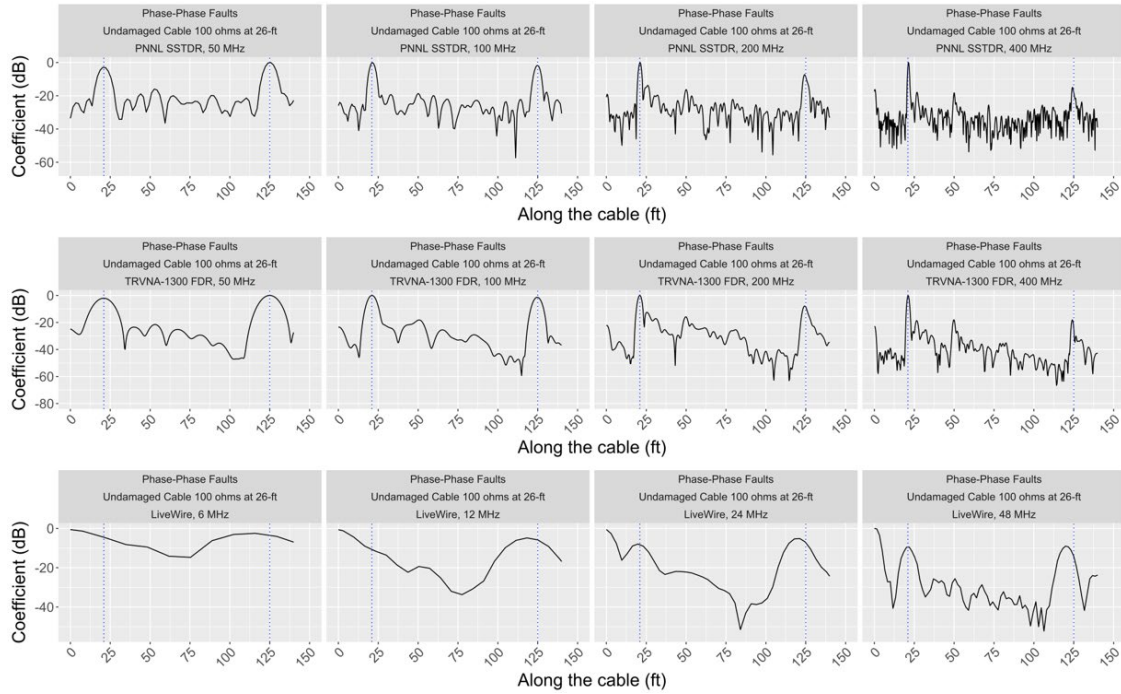 Phase-Phase Faults
Undamaged Cable 100 ohms at 26-ft
PNNL SSTDR, 50 MHz
Phase-Phase Faults
Undamaged Cable 100 ohms at 26-ft
PNNL SSTDR, 100 MHz
Phase-Phase Faults
Undamaged Cable 100 ohms at 26-ft
PNNL SSTDR, 200 MHz
Phase-Phase Faults
Undamaged Cable 100 ohms at 26-ft
PNNL SSTDR, 400 MHz
Coefficient (dB)
0
-20
-40
-60
0 25 50 75 100 125 150
0 25 50 75 100 125 150
0 25 50 75 100 125 150
0 25 50 75 100 125 150
Along the cable (ft)
Phase-Phase Faults
Undamaged Cable 100 ohms at 26-ft
TRVNA-1300 FDR, 50 MHz
Phase-Phase Faults
Undamaged Cable 100 ohms at 26-ft
TRVNA-1300 FDR, 100 MHz
Phase-Phase Faults
Undamaged Cable 100 ohms at 26-ft
TRVNA-1300 FDR, 200 MHz
Phase-Phase Faults
Undamaged Cable 100 ohms at 26-ft
TRVNA-1300 FDR, 400 MHz
Coefficient (dB)
0
-20
-40
-60
-80
0 25 50 75 100 125 150
0 25 50 75 100 125 150
0 25 50 75 100 125 150
0 25 50 75 100 125 150
Along the cable (ft)
Phase-Phase Faults
Undamaged Cable 100 ohms at 26-ft
LiveWire, 6 MHz
Phase-Phase Faults
Undamaged Cable 100 ohms at 26-ft
LiveWire, 12 MHz
Phase-Phase Faults
Undamaged Cable 100 ohms at 26-ft
LiveWire, 24 MHz
Phase-Phase Faults
Undamaged Cable 100 ohms at 26-ft
LiveWire, 48 MHz
Coefficient (dB)
0
-20
-40
0 25 50 75 100 125 150
0 25 50 75 100 125 150
0 25 50 75 100 125 150
0 25 50 75 100 125 150
Along the cable (ft)